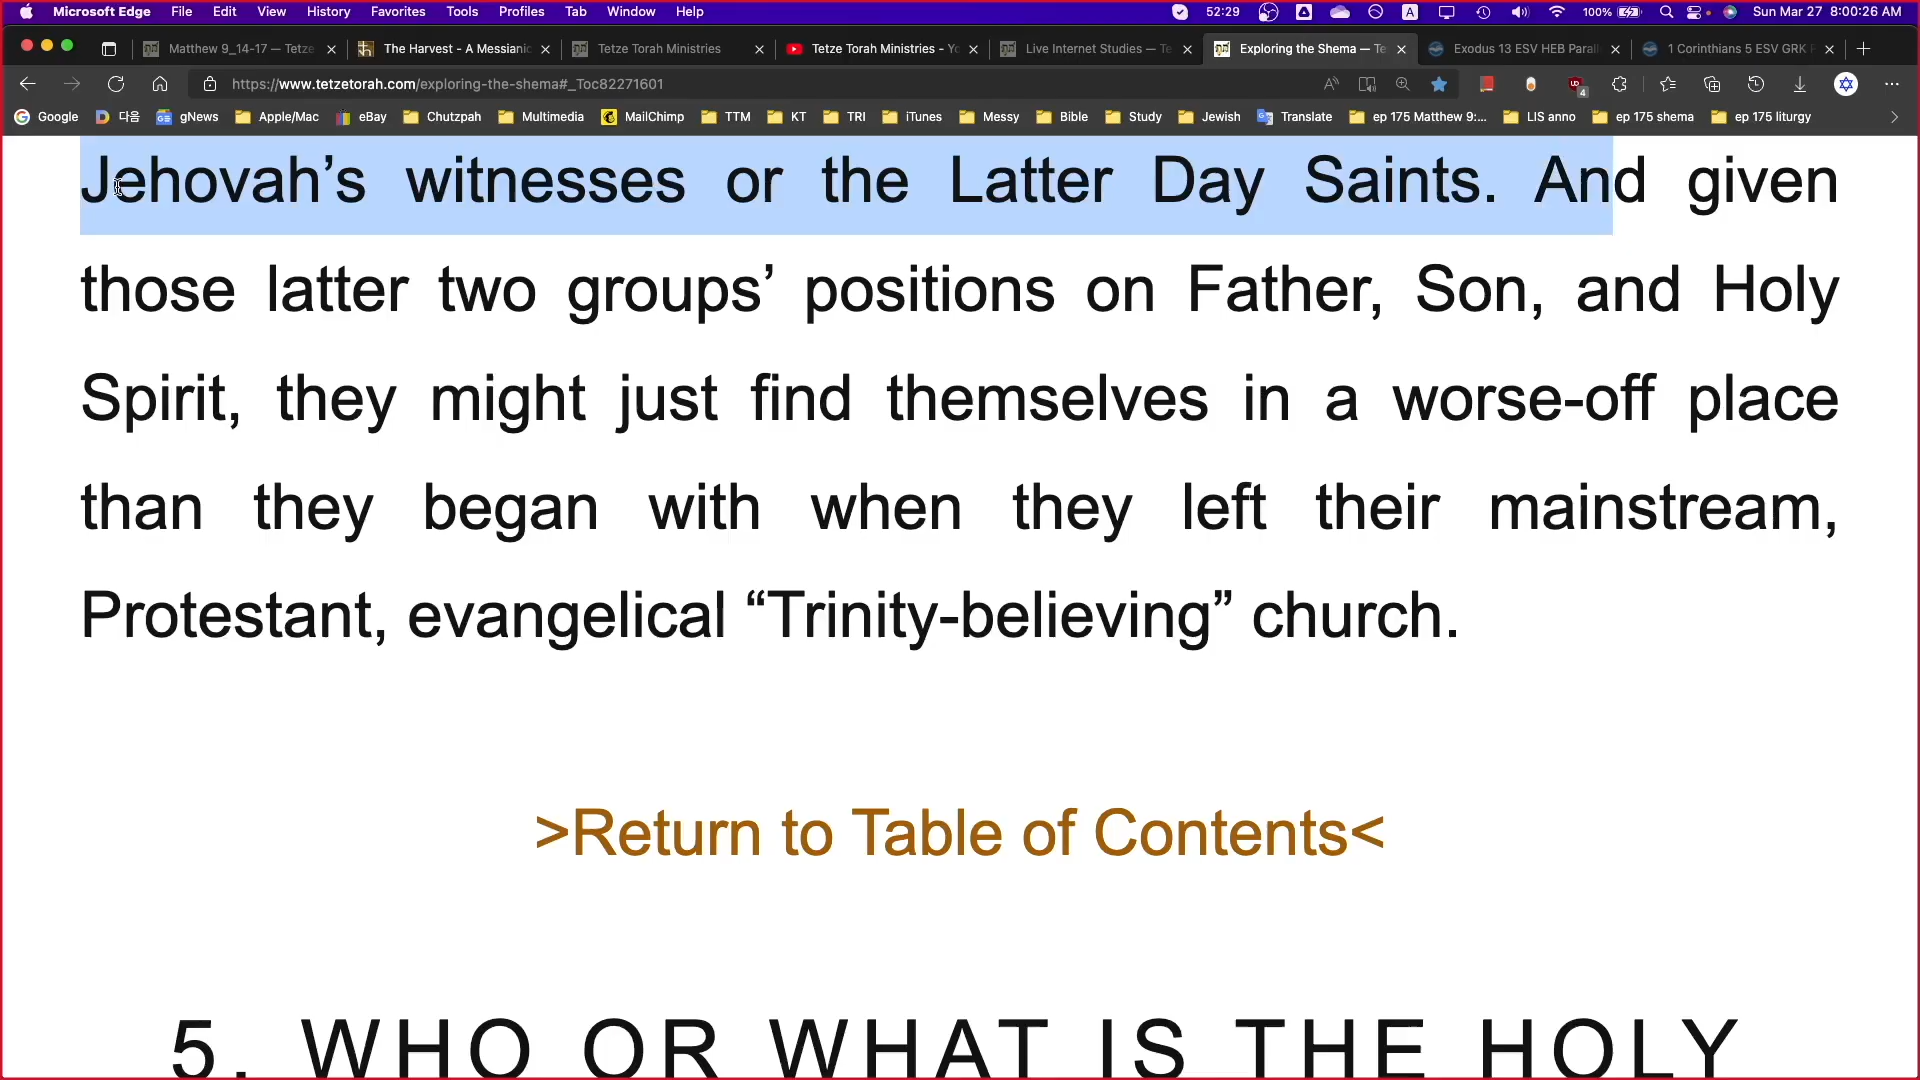 Microsoft Edge File Edit View History Favorites Tools Profiles Tab Window Help 52:29 A 100% Sun Mar 27 8:00:26 AM
Matthew 9_14-17 — Tetze The Harvest - A Messianic Tetze Torah Ministries Tetze Torah Ministries - Yo Live Internet Studies — Te Exploring the Shema — Te Exodus 13 ESV HEB Parall 1 Corinthians 5 ESV GRK P
https://www.tetzetorah.com/exploring-the-shema#_Toc82271601 4
Google 다음 gNews Apple/Mac eBay Chutzpah Multimedia MailChimp TTM KT TRI iTunes Messy Bible Study Jewish Translate ep 175 Matthew 9:... LIS anno ep 175 shema ep 175 liturgy
Jehovah’s witnesses or the Latter Day Saints. And given
those latter two groups’ positions on Father, Son, and Holy
Spirit, they might just find themselves in a worse-off place
than they began with when they left their mainstream,
Protestant, evangelical “Trinity-believing” church.
>Return to Table of Contents<
5. WHO OR WHAT IS THE HOLY